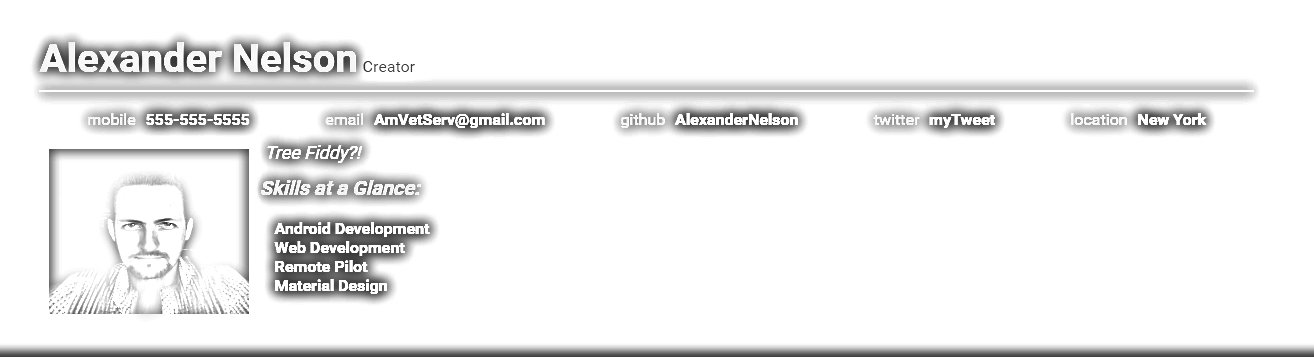 Alexander Nelson Creator
mobile 555-555-5555 email AmVetServ@gmail.com github AlexanderNelson twitter myTweet location New York
Tree Fiddy?!
Skills at a Glance:
Android Development
Web Development
Remote Pilot
Material Design